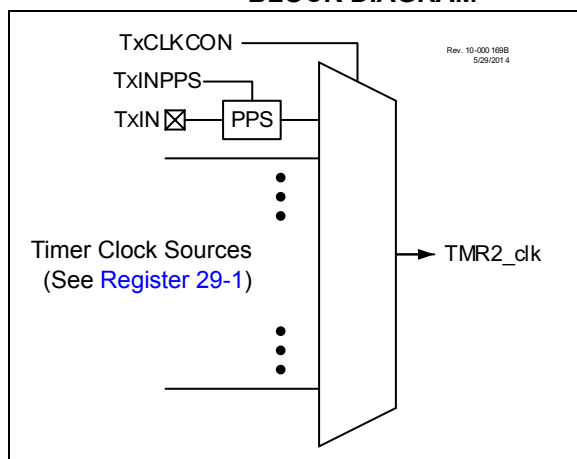 BLOCK DIAGRAM
TxCLKCON
Rev. 10-000 169B
5/29/201 4
TxINPPS
TxIN
PPS
Timer Clock Sources
(See Register 29-1)
TMR2_clk